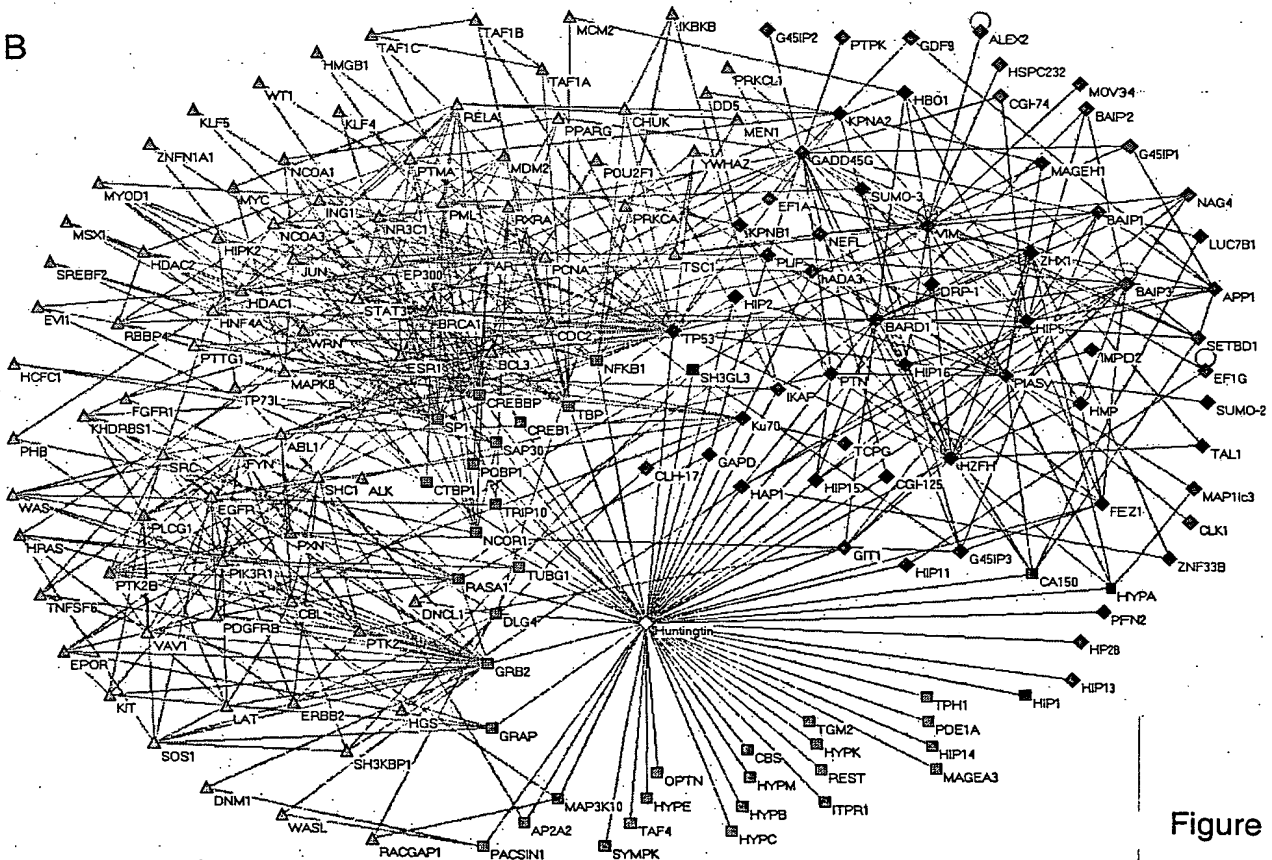 B
TAF1B
MCM2
IKBKB
G45IP2
PTPK
GDF9
ALEX2
TAF1C
HMGB1
TAF1A
PRKCL1
HSPC232
WT1
DD5
HBO1
CGI-74
MOV34
KLF5
KLF4
RELA
PPARG
CHUK
MEN1
KPNA2
BAIP2
ZNFN1A1
NCOA1
PTMA
MDM2
POU2F1
YWHAZ
GADD45G
MAGEH1
G45IP1
MYOD1
MYC
ING1
PML
RXRA
PRKCA
EF1A
SUMO-3
NAG4
MSX1
NCOA3
NR3C1
KPNB1
NEFL
VIM
BAIP1
LUC7B1
HIPK2
HDAC2
JUN
EP300
AR
PCNA
TSC1
PLIP
hADA3
ZHX1
SREBF2
HDAC1
STAT3
HIP2
DRP-1
BAIP3
APP1
EVI1
RBBP4
HNF4A
WRN
BRCA1
CDC2
TP53
BARD1
HIP5
SETBD1
PTTG1
ESR1
BCL3
NFKB1
SH3GL3
HIP16
IMPD2
HCFC1
MAPK8
TP73L
CREBBP
TBP
IKAP
PTN
PIASy
EF1G
FGFR1
KHDRBS1
SP1
CREB1
Ku70
HMP
SUMO-2
PHB
SRC
FYN
ABL1
SAP30
TCPG
TAL1
PQBP1
CLH-17
GAPD
HZFH
WAS
EGFR
SHC1
ALK
CTBP1
TRIP10
HAP1
HIP15
CGI-125
FEZ1
MAP1lc3
HRAS
PLCG1
PXN
NCOR1
GIT1
G45IP3
CLK1
PTK2B
PIK3R1
RASA1
TUBG1
HIP11
CA150
ZNF33B
TNFSF6
PDGFRB
CBL
DNCL1
DLG4
Huntingtin
HYPA
PFN2
EPOR
VAV1
PTK2
GRB2
HP28
KIT
LAT
ERBB2
HGS
HIP13
SOS1
GRAP
TPH1
HIP1
SH3KBP1
TGM2
PDE1A
CBS
HYPK
HIP14
DNM1
OPTN
HYPM
REST
MAGEA3
WASL
MAP3K10
HYPE
HYPB
ITPR1
RACGAP1
AP2A2
TAF4
HYPC
PACSIN1
SYMPK
Figure